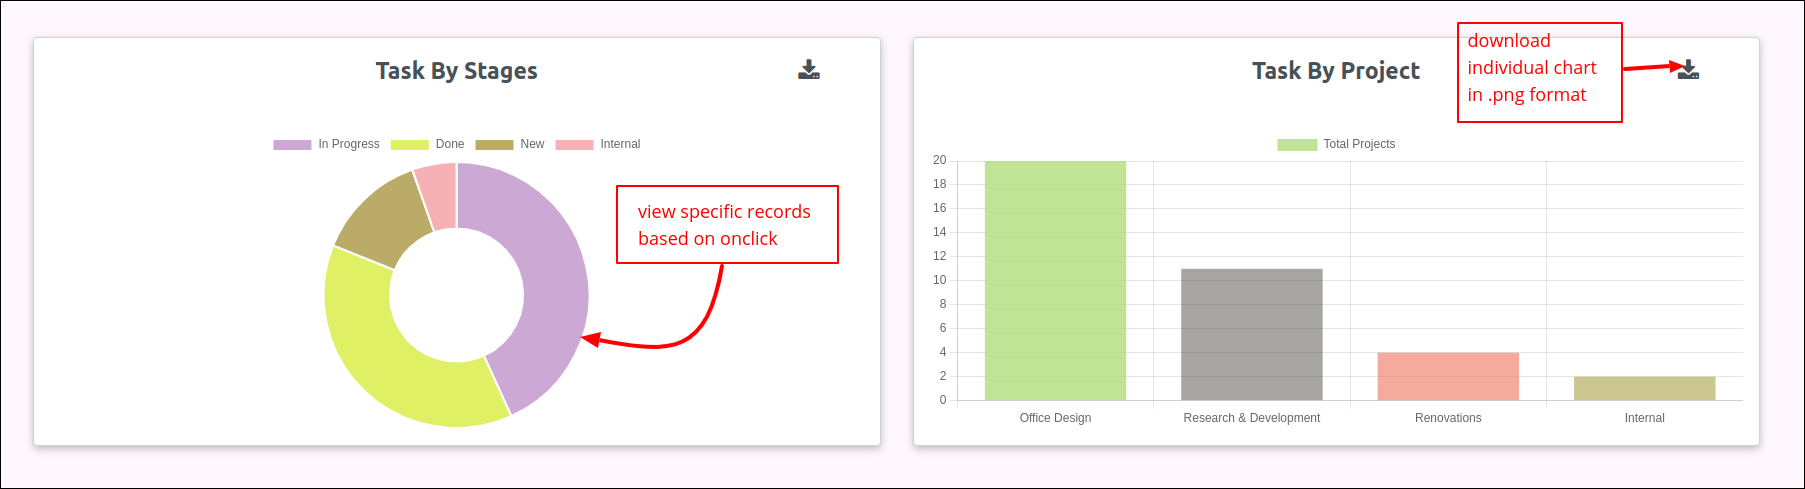 Task By Stages
In Progress
Done
New
Internal
view specific records
based on onclick
Task By Project
download
individual chart
in .png format
Total Projects
20
18
16
14
12
10
8
6
4
2
0
Office Design
Research & Development
Renovations
Internal